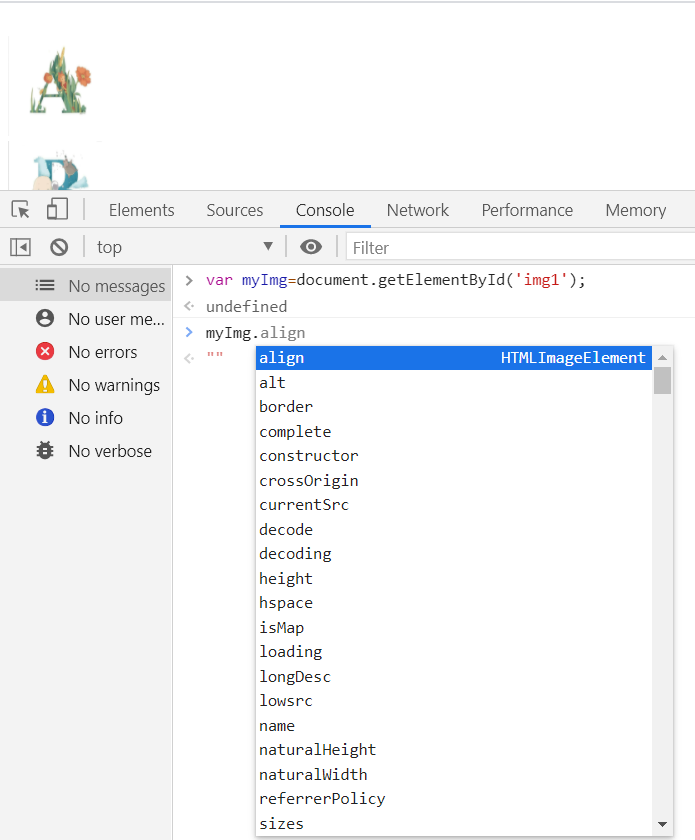 A
Elements Sources Console Network Performance Memory
top Filter
No messages
No user me...
No errors
No warnings
No info
No verbose
> var myImg=document.getElementById('img1');
undefined
> myImg.align
""
align HTMLImageElement
alt
border
complete
constructor
crossOrigin
currentSrc
decode
decoding
height
hspace
isMap
loading
longDesc
lowsrc
name
naturalHeight
naturalWidth
referrerPolicy
sizes